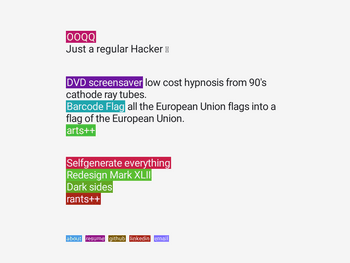 OOQQ
Just a regular Hacker
DVD screensaver low cost hypnosis from 90's
cathode ray tubes.
Barcode Flag all the European Union flags into a
flag of the European Union.
arts++
Selfgenerate everything
Redesign Mark XLII
Dark sides
rants++
about resume github linkedin email